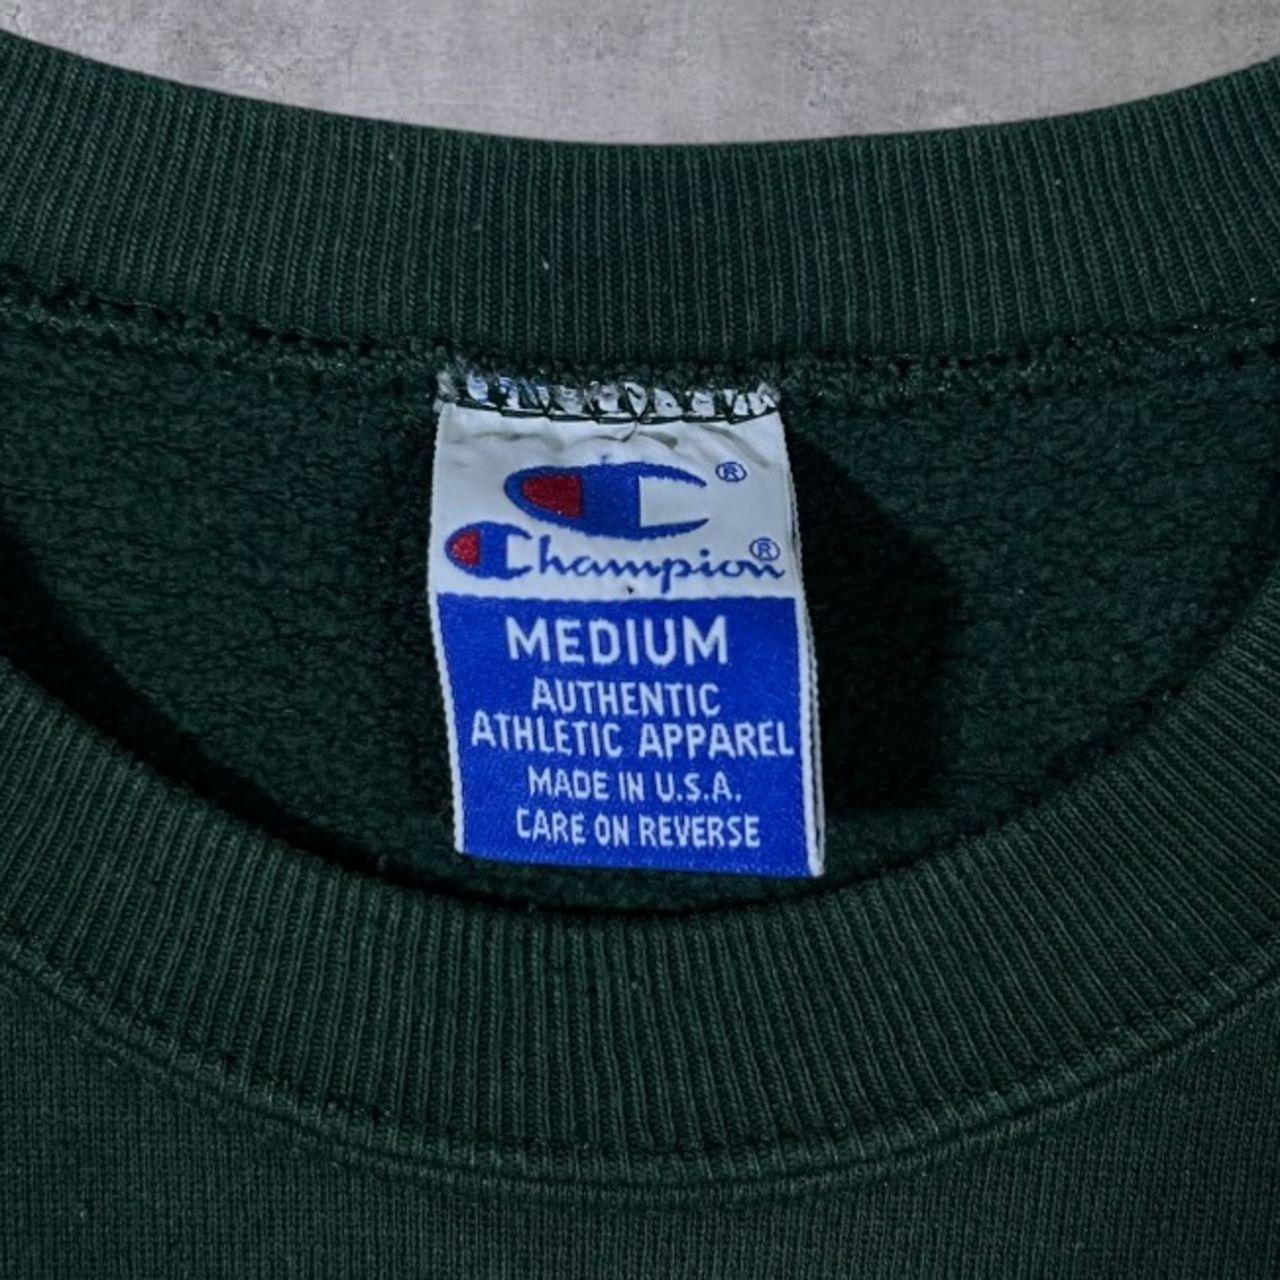 ®
Champion®
MEDIUM
AUTHENTIC
ATHLETIC APPAREL
MADE IN U.S.A.
CARE ON REVERSE